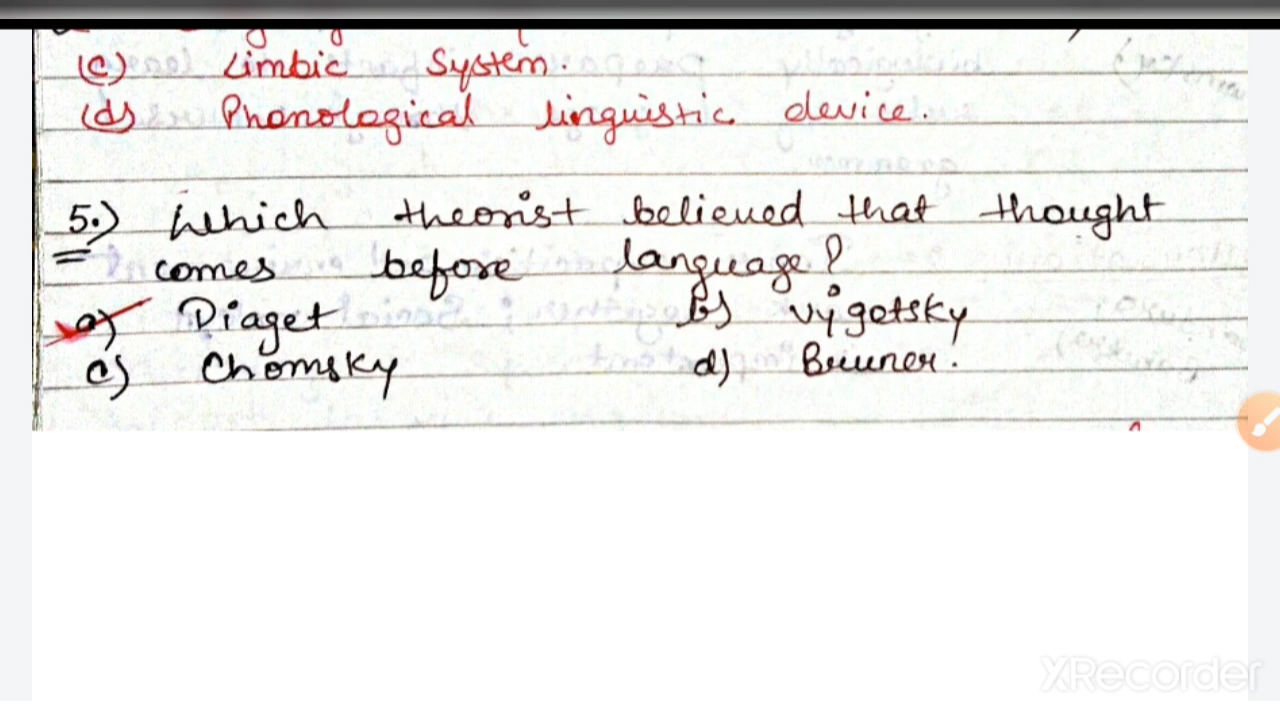 (c) Limbic System.
(d) Phonological linguistic device.
5.) Which theorist believed that thought
comes before language?
a) Piaget b) Vygotsky
c) Chomsky d) Bruner.
XRecorder